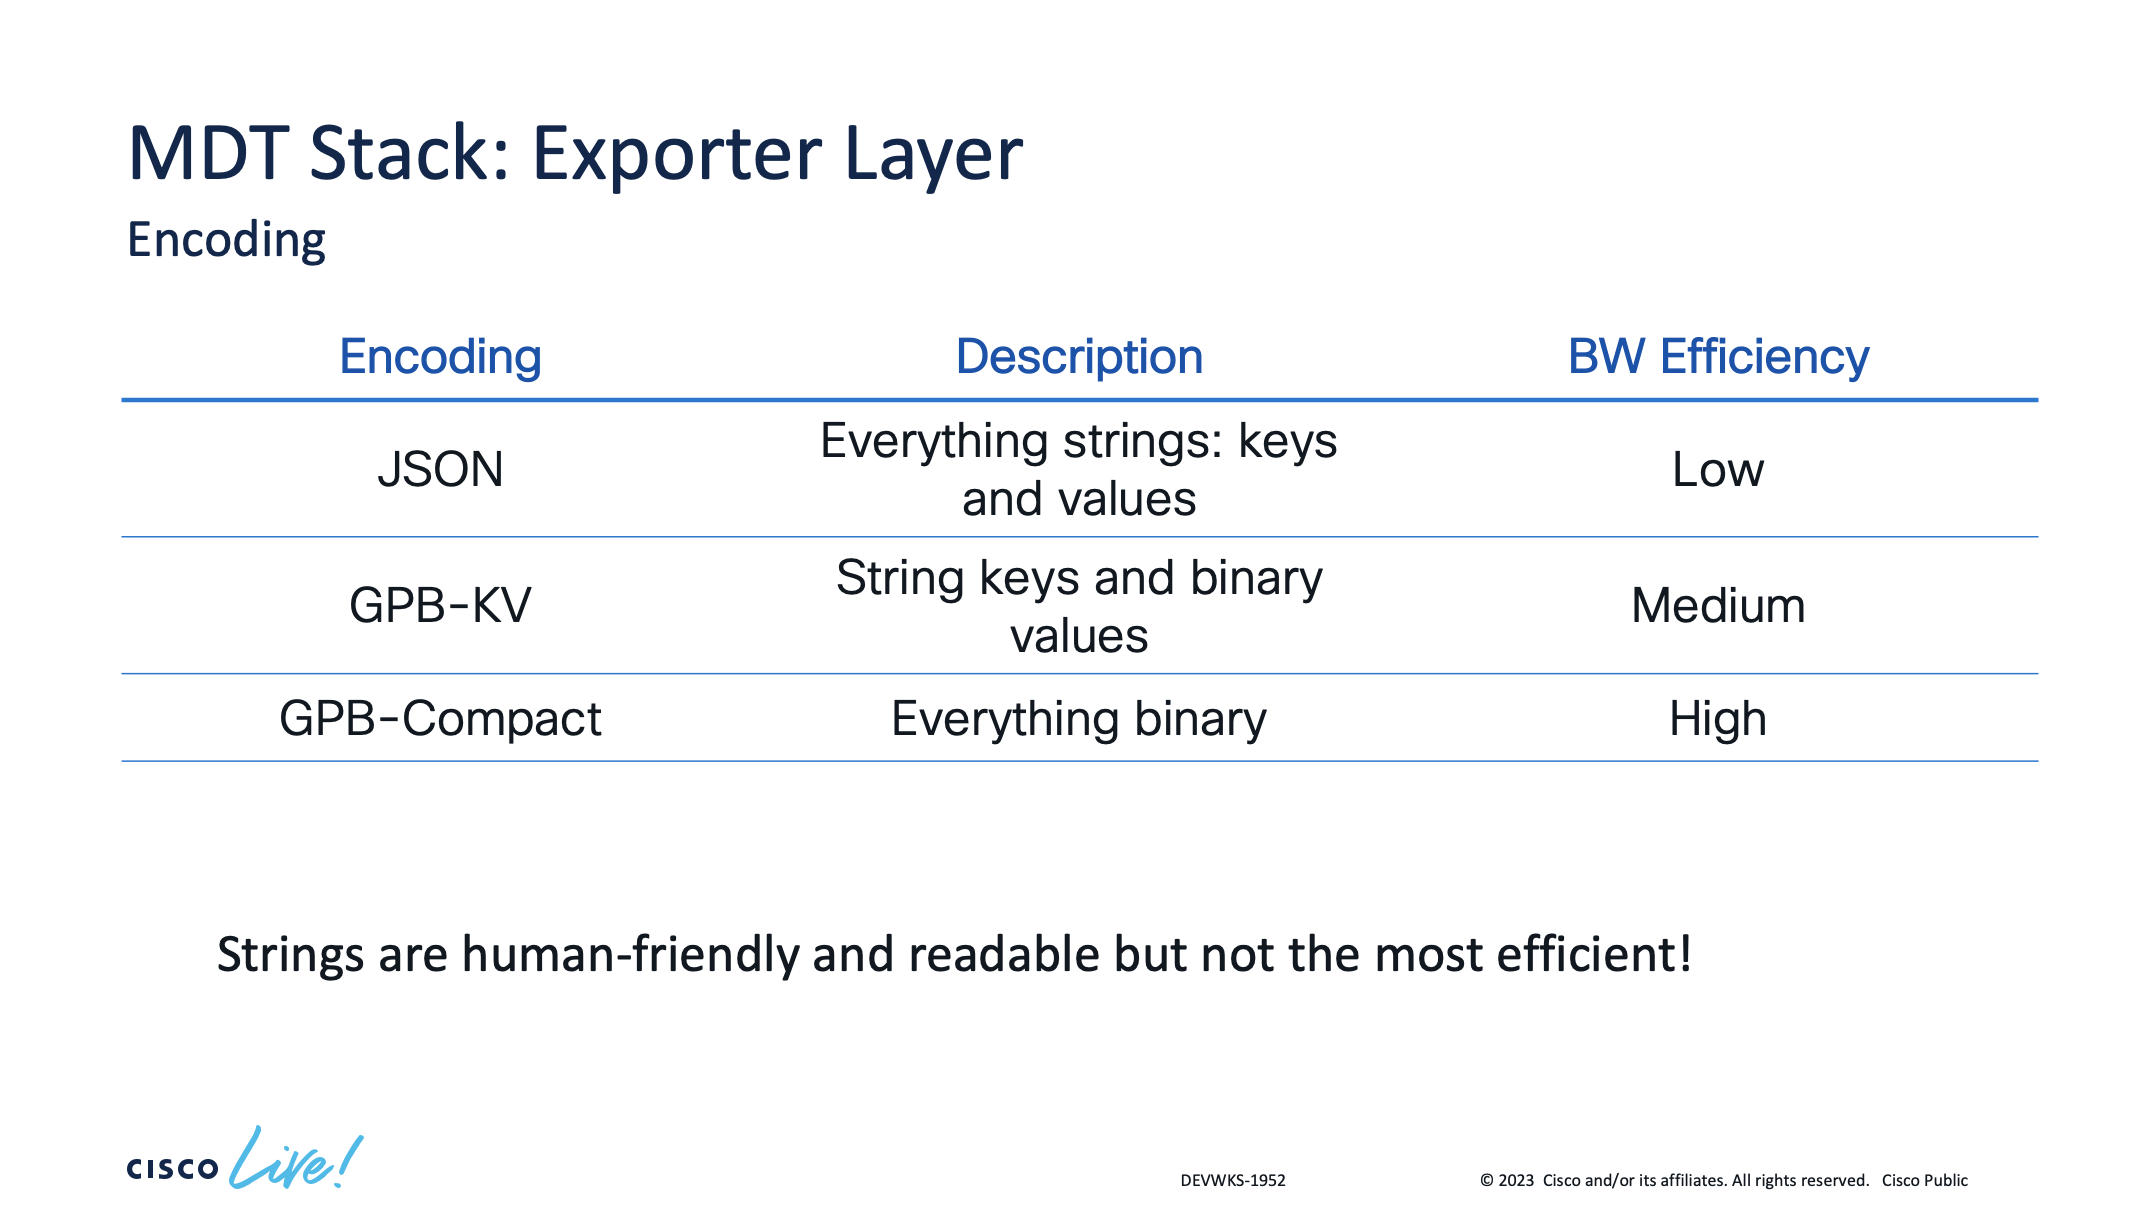 MDT Stack: Exporter Layer
Encoding
Encoding Description BW Efficiency
JSON Everything strings: keys and values Low
GPB-KV String keys and binary values Medium
GPB-Compact Everything binary High
Strings are human-friendly and readable but not the most efficient!
CISCO Live! DEVWKS-1952 © 2023 Cisco and/or its affiliates. All rights reserved. Cisco Public